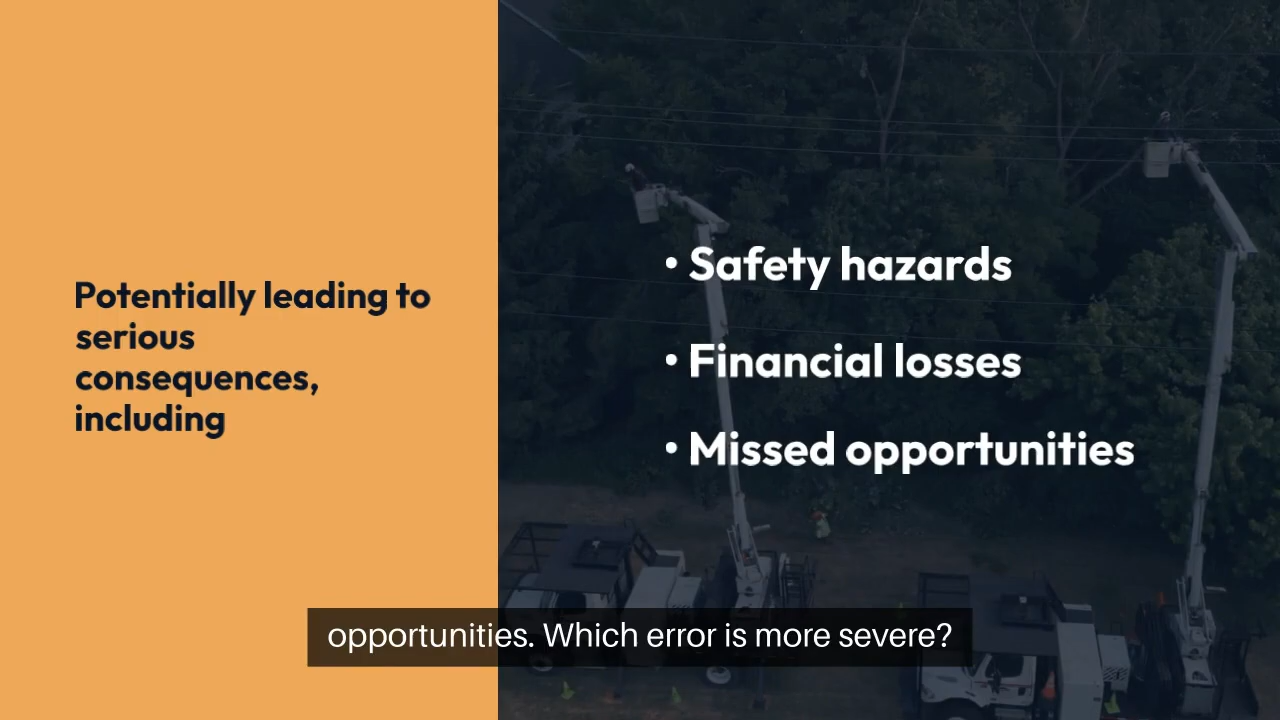 Potentially leading to
serious
consequences,
including
• Safety hazards
• Financial losses
• Missed opportunities
opportunities. Which error is more severe?